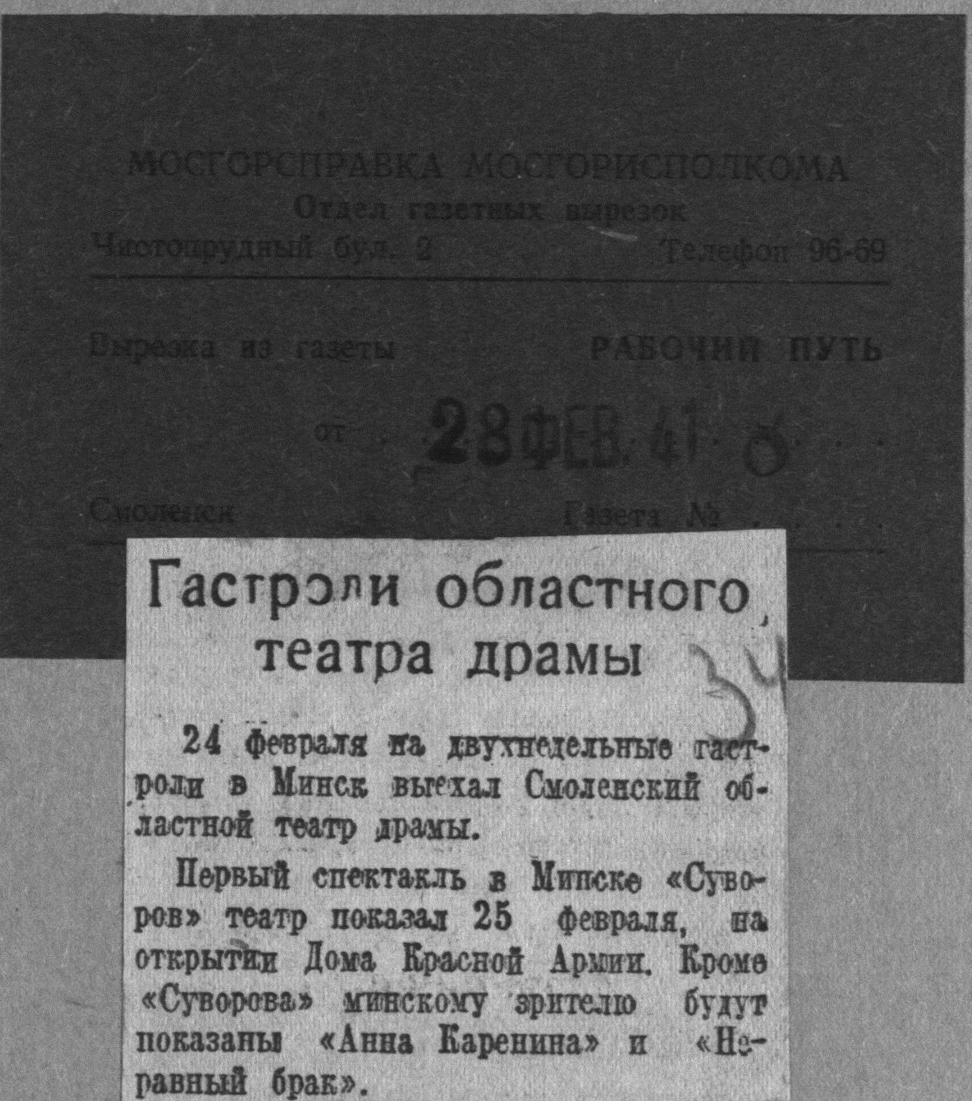 МОСГОРСПРАВКА МОСГОРИСПОЛКОМА
Отдел газетных вырезок
Чистопрудный бул. 2 Телефон 96-69
Вырезка из газеты РАБОЧИЙ ПУТЬ
от . . 28 ФЕВ. 41 . . .
Смоленск Газета № . . . .
Гастроли областного
театра драмы
34
24 февраля на двухнедельные гаст-
роли в Минск выехал Смоленский об-
ластной театр драмы.
Первый спектакль в Минске «Суво-
ров» театр показал 25 февраля, на
открытии Дома Красной Армии. Кроме
«Суворова» минскому зрителю будут
показаны «Анна Каренина» и «Не-
равный брак».